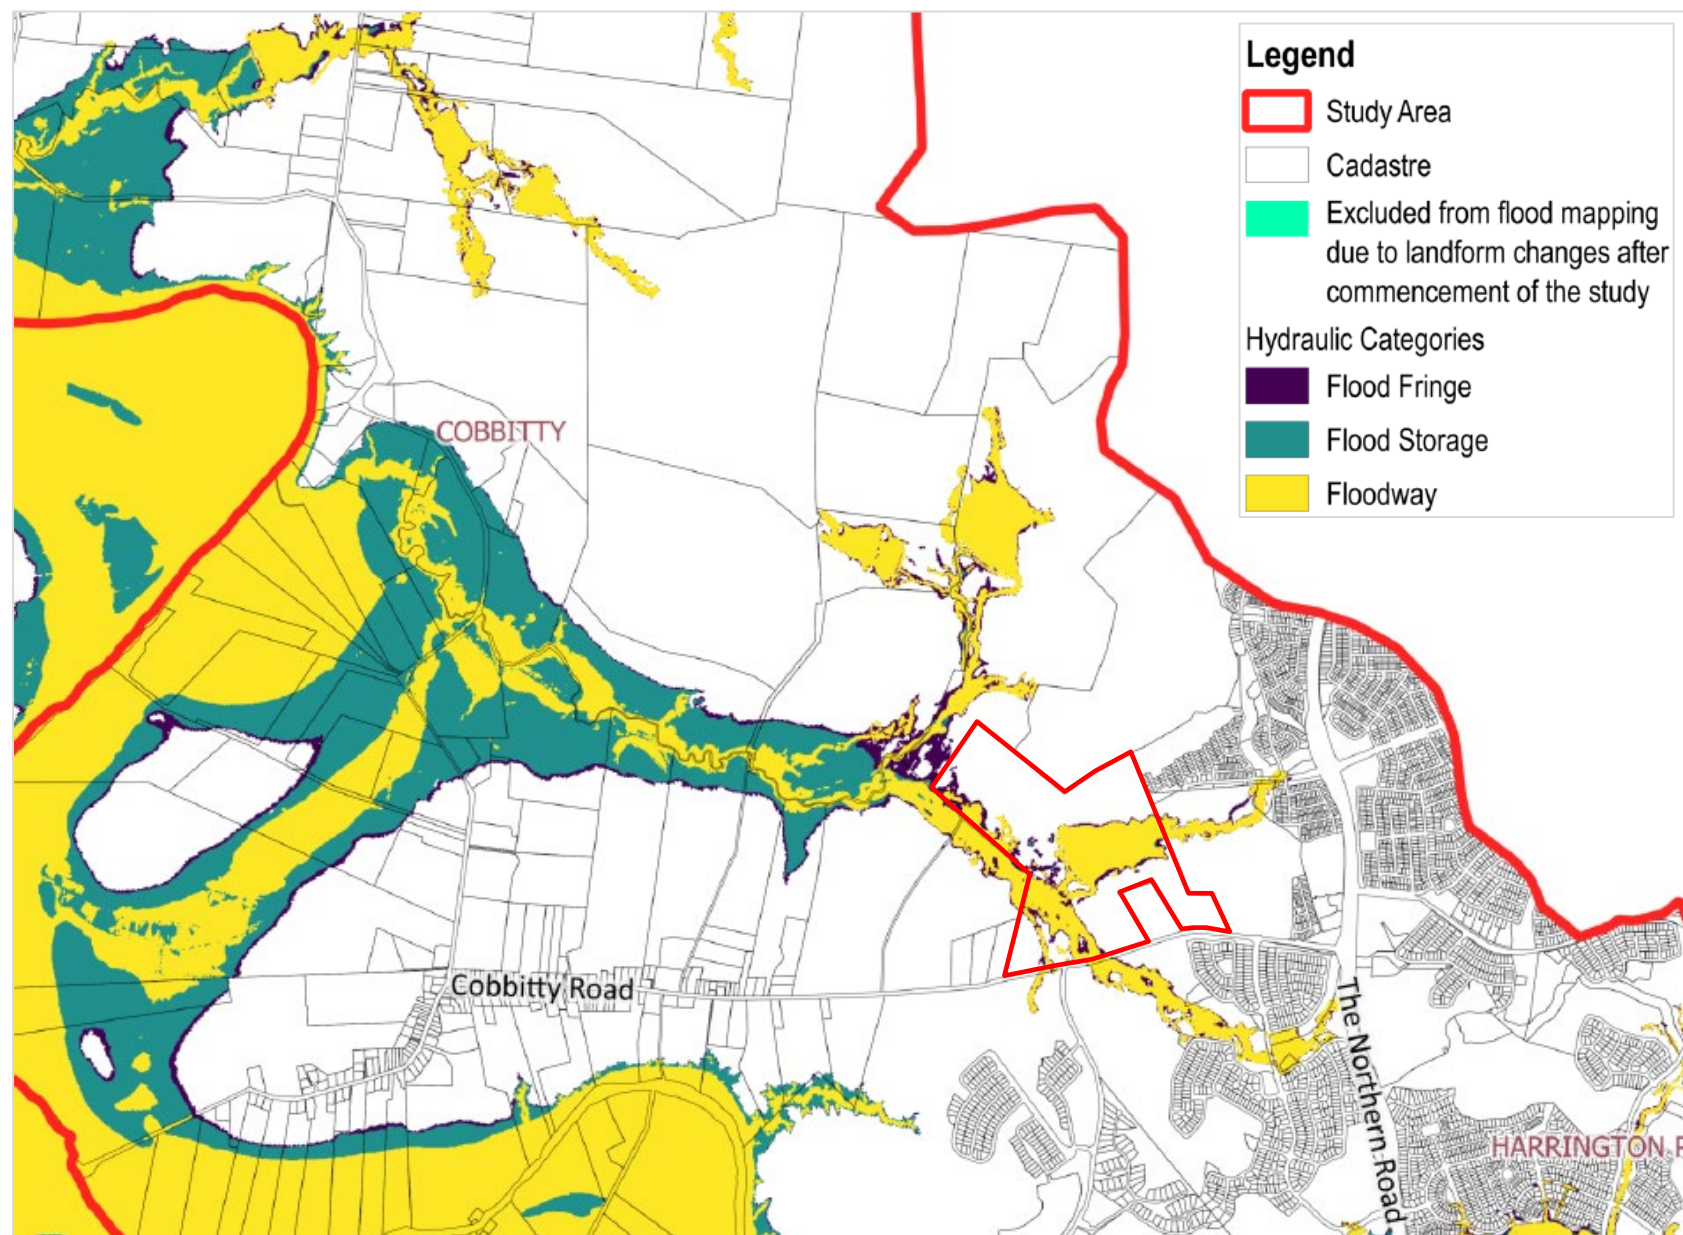 Legend
Study Area
Cadastre
Excluded from flood mapping
due to landform changes after
commencement of the study
Hydraulic Categories
Flood Fringe
Flood Storage
Floodway
COBBITTY
Cobbitty Road
The Northern Road
HARRINGTON P